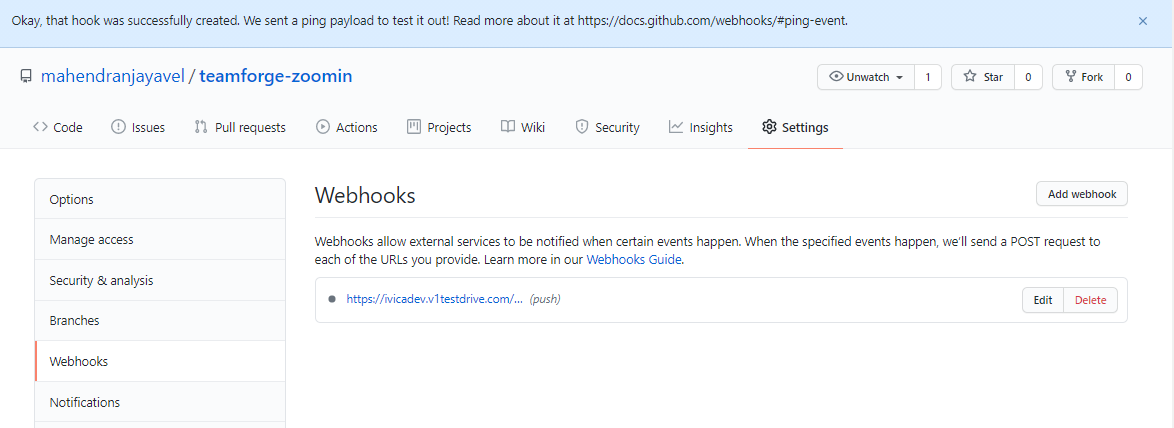 Okay, that hook was successfully created. We sent a ping payload to test it out! Read more about it at https://docs.github.com/webhooks/#ping-event.
mahendranjayavel / teamforge-zoomin
Unwatch 1 Star 0 Fork 0
Code Issues Pull requests Actions Projects Wiki Security Insights Settings
Options
Manage access
Security & analysis
Branches
Webhooks
Notifications
Webhooks
Add webhook
Webhooks allow external services to be notified when certain events happen. When the specified events happen, we'll send a POST request to
each of the URLs you provide. Learn more in our Webhooks Guide.
https://ivicadev.v1testdrive.com/... (push)
Edit Delete